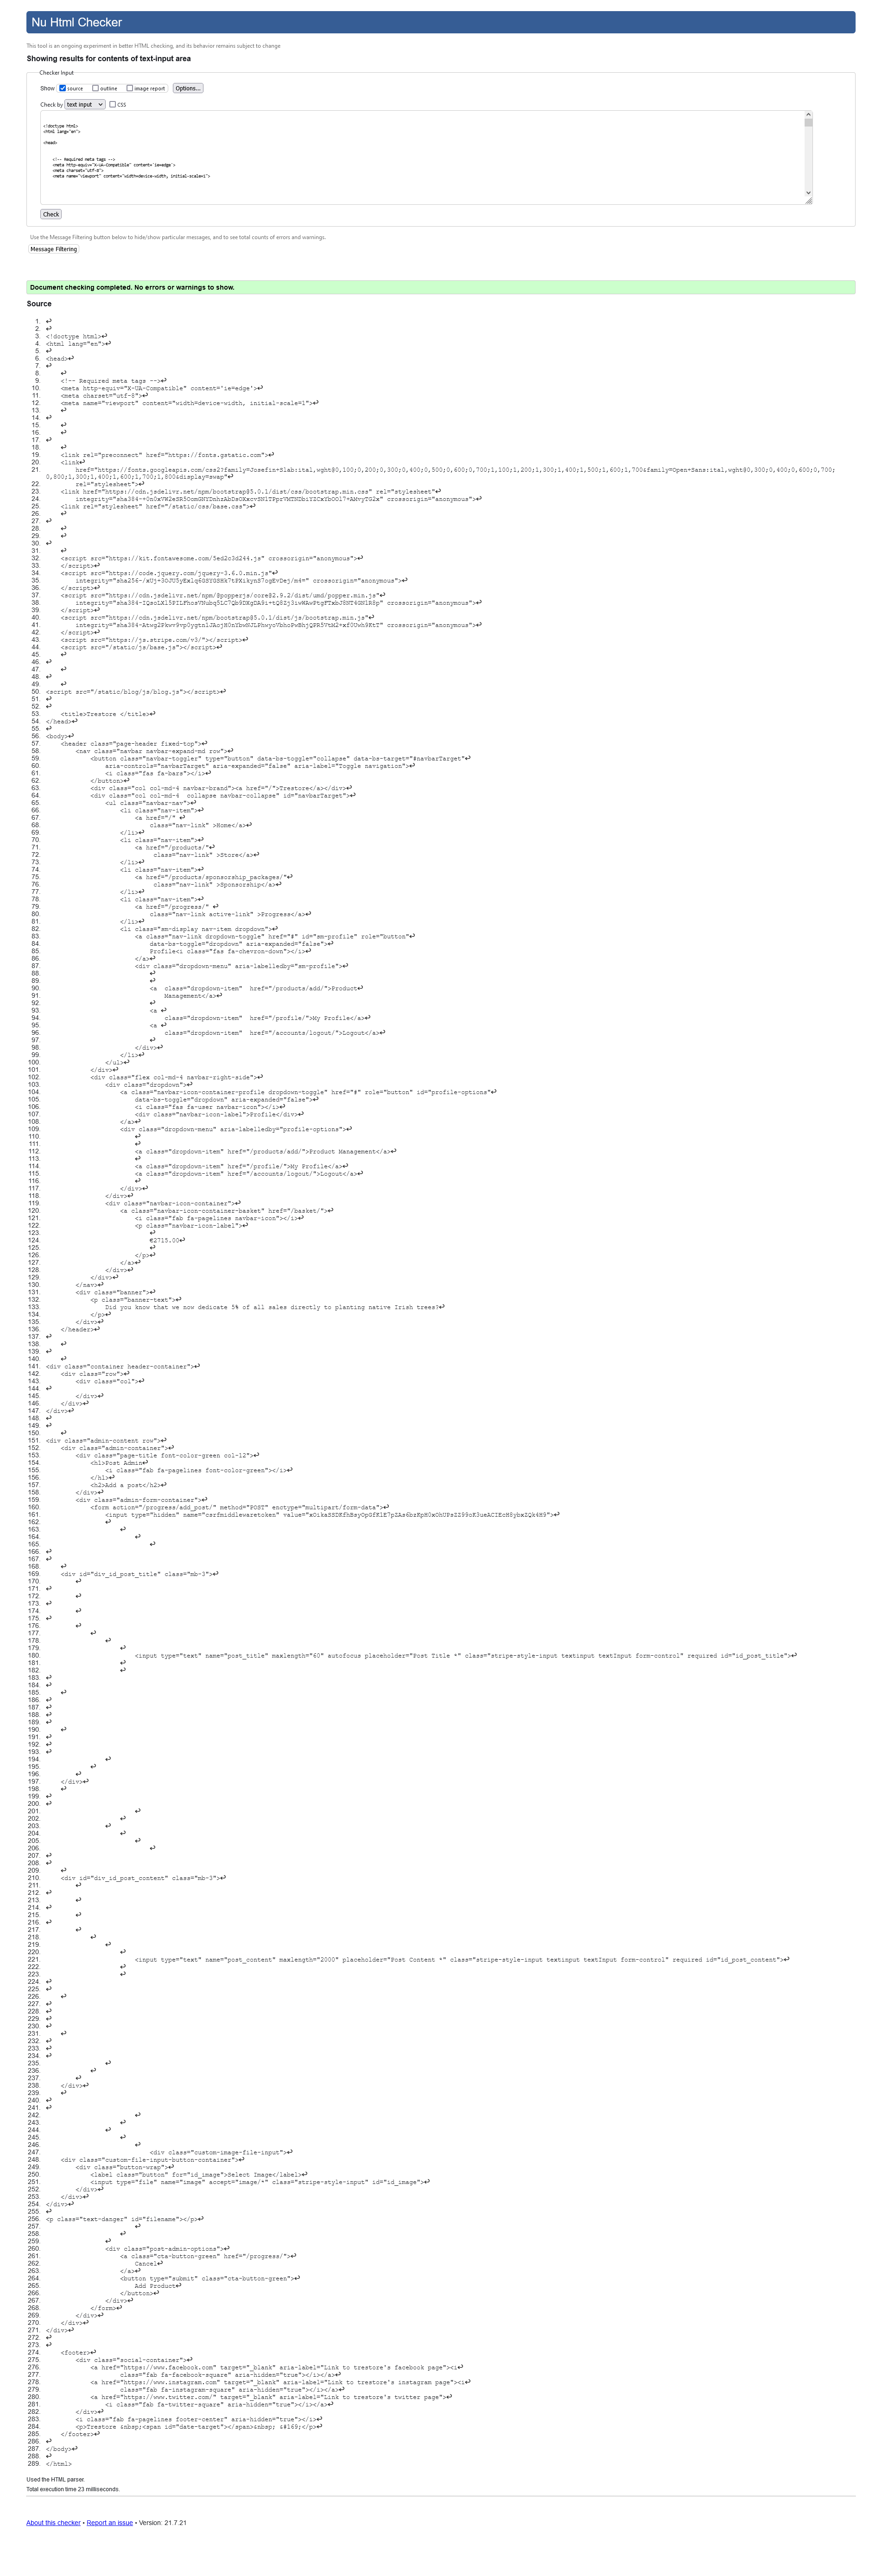 Nu Html Checker
This tool is an ongoing experiment in better HTML checking, and its behavior remains subject to change
Showing results for contents of text-input area
Checker Input
Show source outline image report Options...
Check by text input CSS
<!doctype html>
<html lang="en">
<head>
<!-- Required meta tags -->
<meta http-equiv="X-UA-Compatible" content='ie=edge'>
<meta charset="utf-8">
<meta name="viewport" content="width=device-width, initial-scale=1">
Check
Use the Message Filtering button below to hide/show particular messages, and to see total counts of errors and warnings.
Message Filtering
Document checking completed. No errors or warnings to show.
Source
1. ↩
2. ↩
3. <!doctype html>↩
4. <html lang="en">↩
5. ↩
6. <head>↩
7. ↩
8. ↩
9. <!-- Required meta tags -->↩
10. <meta http-equiv="X-UA-Compatible" content='ie=edge'>↩
11. <meta charset="utf-8">↩
12. <meta name="viewport" content="width=device-width, initial-scale=1">↩
13. ↩
14. ↩
15. ↩
16. ↩
17. ↩
18. ↩
19. <link rel="preconnect" href="https://fonts.gstatic.com">↩
20. <link↩
21. href="https://fonts.googleapis.com/css2?family=Josefin+Slab:ital,wght@0,100;0,200;0,300;0,400;0,500;0,600;0,700;1,100;1,200;1,300;1,400;1,500;1,600;1,700&family=Open+Sans:ital,wght@0,300;0,400;0,600;0,700;
0,800;1,300;1,400;1,600;1,700;1,800&display=swap"↩
22. rel="stylesheet">↩
23. <link href="https://cdn.jsdelivr.net/npm/bootstrap@5.0.1/dist/css/bootstrap.min.css" rel="stylesheet"↩
24. integrity="sha384-+0n0xVW2eSR5OomGNYDnhzAbDsOXxcvSN1TPprVMTNDbiYZCxYbOOl7+AMvyTG2x" crossorigin="anonymous">↩
25. <link rel="stylesheet" href="/static/css/base.css">↩
26. ↩
27. ↩
28. ↩
29. ↩
30. ↩
31. ↩
32. <script src="https://kit.fontawesome.com/5ed2c3d244.js" crossorigin="anonymous">↩
33. </script>↩
34. <script src="https://code.jquery.com/jquery-3.6.0.min.js"↩
35. integrity="sha256-/xUj+3OJU5yExlq6GSYGSHk7tPXikynS7ogEvDej/m4=" crossorigin="anonymous">↩
36. </script>↩
37. <script src="https://cdn.jsdelivr.net/npm/@popperjs/core@2.9.2/dist/umd/popper.min.js"↩
38. integrity="sha384-IQsoLXl5PILFhosVNubq5LC7Qb9DXgDA9i+tQ8Zj3iwWAwPtgFTxbJ8NT4GN1R8p" crossorigin="anonymous">↩
39. </script>↩
40. <script src="https://cdn.jsdelivr.net/npm/bootstrap@5.0.1/dist/js/bootstrap.min.js"↩
41. integrity="sha384-Atwg2Pkwv9vp0ygtn1JAojH0nYbwNJLPhwyoVbhoPwBhjQPR5VtM2+xf0Uwh9KtT" crossorigin="anonymous">↩
42. </script>↩
43. <script src="https://js.stripe.com/v3/"></script>↩
44. <script src="/static/js/base.js"></script>↩
45. ↩
46. ↩
47. ↩
48. ↩
49. ↩
50. <script src="/static/blog/js/blog.js"></script>↩
51. ↩
52. ↩
53. <title>Trestore </title>↩
54. </head>↩
55. ↩
56. <body>↩
57. <header class="page-header fixed-top">↩
58. <nav class="navbar navbar-expand-md row">↩
59. <button class="navbar-toggler" type="button" data-bs-toggle="collapse" data-bs-target="#navbarTarget"↩
60. aria-controls="navbarTarget" aria-expanded="false" aria-label="Toggle navigation">↩
61. <i class="fas fa-bars"></i>↩
62. </button>↩
63. <div class="col col-md-4 navbar-brand"><a href="/">Trestore</a></div>↩
64. <div class="col col-md-4  collapse navbar-collapse" id="navbarTarget">↩
65. <ul class="navbar-nav">↩
66. <li class="nav-item">↩
67. <a href="/" ↩
68. class="nav-link" >Home</a>↩
69. </li>↩
70. <li class="nav-item">↩
71. <a href="/products/"↩
72. class="nav-link" >Store</a>↩
73. </li>↩
74. <li class="nav-item">↩
75. <a href="/products/sponsorship_packages/"↩
76. class="nav-link" >Sponsorship</a>↩
77. </li>↩
78. <li class="nav-item">↩
79. <a href="/progress/" ↩
80. class="nav-link active-link" >Progress</a>↩
81. </li>↩
82. <li class="sm-display nav-item dropdown">↩
83. <a class="nav-link dropdown-toggle" href="#" id="sm-profile" role="button"↩
84. data-bs-toggle="dropdown" aria-expanded="false">↩
85. Profile<i class="fas fa-chevron-down"></i>↩
86. </a>↩
87. <div class="dropdown-menu" aria-labelledby="sm-profile">↩
88. ↩
89. ↩
90. <a  class="dropdown-item"  href="/products/add/">Product↩
91. Management</a>↩
92. ↩
93. <a ↩
94. class="dropdown-item"  href="/profile/">My Profile</a>↩
95. <a ↩
96. class="dropdown-item"  href="/accounts/logout/">Logout</a>↩
97. ↩
98. </div>↩
99. </li>↩
100. </ul>↩
101. </div>↩
102. <div class="flex col-md-4 navbar-right-side">↩
103. <div class="dropdown">↩
104. <a class="navbar-icon-container-profile dropdown-toggle" href="#" role="button" id="profile-options"↩
105. data-bs-toggle="dropdown" aria-expanded="false">↩
106. <i class="fas fa-user navbar-icon"></i>↩
107. <div class="navbar-icon-label">Profile</div>↩
108. </a>↩
109. <div class="dropdown-menu" aria-labelledby="profile-options">↩
110. ↩
111. ↩
112. <a class="dropdown-item" href="/products/add/">Product Management</a>↩
113. ↩
114. <a class="dropdown-item" href="/profile/">My Profile</a>↩
115. <a class="dropdown-item" href="/accounts/logout/">Logout</a>↩
116. ↩
117. </div>↩
118. </div>↩
119. <div class="navbar-icon-container">↩
120. <a class="navbar-icon-container-basket" href="/basket/">↩
121. <i class="fab fa-pagelines navbar-icon"></i>↩
122. <p class="navbar-icon-label">↩
123. ↩
124. €2715.00↩
125. ↩
126. </p>↩
127. </a>↩
128. </div>↩
129. </div>↩
130. </nav>↩
131. <div class="banner">↩
132. <p class="banner-text">↩
133. Did you know that we now dedicate 5% of all sales directly to planting native Irish trees?↩
134. </p>↩
135. </div>↩
136. </header>↩
137. ↩
138. ↩
139. ↩
140. ↩
141. <div class="container header-container">↩
142. <div class="row">↩
143. <div class="col">↩
144. ↩
145. </div>↩
146. </div>↩
147. </div>↩
148. ↩
149. ↩
150. ↩
151. <div class="admin-content row">↩
152. <div class="admin-container">↩
153. <div class="page-title font-color-green col-12">↩
154. <h1>Post Admin↩
155. <i class="fab fa-pagelines font-color-green"></i>↩
156. </h1>↩
157. <h2>Add a post</h2>↩
158. </div>↩
159. <div class="admin-form-container">↩
160. <form action="/progress/add_post/" method="POST" enctype="multipart/form-data">↩
161. <input type="hidden" name="csrfmiddlewaretoken" value=">↩
162. ↩
163. ↩
164. ↩
165. ↩
166. ↩
167. ↩
168. ↩
169. <div id="div_id_post_title" class="mb-3">↩
170. ↩
171. ↩
172. ↩
173. ↩
174. ↩
175. ↩
176. ↩
177. ↩
178. ↩
179. ↩
180. <input type="text" name="post_title" maxlength="60" autofocus placeholder="Post Title *" class="stripe-style-input textinput textInput form-control" required id="id_post_title">↩
181. ↩
182. ↩
183. ↩
184. ↩
185. ↩
186. ↩
187. ↩
188. ↩
189. ↩
190. ↩
191. ↩
192. ↩
193. ↩
194. ↩
195. ↩
196. ↩
197. </div>↩
198. ↩
199. ↩
200. ↩
201. ↩
202. ↩
203. ↩
204. ↩
205. ↩
206. ↩
207. ↩
208. ↩
209. ↩
210. <div id="div_id_post_content" class="mb-3">↩
211. ↩
212. ↩
213. ↩
214. ↩
215. ↩
216. ↩
217. ↩
218. ↩
219. ↩
220. ↩
221. <input type="text" name="post_content" maxlength="2000" placeholder="Post Content *" class="stripe-style-input textinput textInput form-control" required id="id_post_content">↩
222. ↩
223. ↩
224. ↩
225. ↩
226. ↩
227. ↩
228. ↩
229. ↩
230. ↩
231. ↩
232. ↩
233. ↩
234. ↩
235. ↩
236. ↩
237. ↩
238. </div>↩
239. ↩
240. ↩
241. ↩
242. ↩
243. ↩
244. ↩
245. ↩
246. ↩
247. <div class="custom-image-file-input">↩
248. <div class="custom-file-input-button-container">↩
249. <div class="button-wrap">↩
250. <label class="button" for="id_image">Select Image</label>↩
251. <input type="file" name="image" accept="image/*" class="stripe-style-input" id="id_image">↩
252. </div>↩
253. </div>↩
254. </div>↩
255. ↩
256. <p class="text-danger" id="filename"></p>↩
257. ↩
258. ↩
259. ↩
260. <div class="post-admin-options">↩
261. <a class="cta-button-green" href="/progress/">↩
262. Cancel↩
263. </a>↩
264. <button type="submit" class="cta-button-green">↩
265. Add Product↩
266. </button>↩
267. </div>↩
268. </form>↩
269. </div>↩
270. </div>↩
271. </div>↩
272. ↩
273. ↩
274. <footer>↩
275. <div class="social-container">↩
276. <a href="https://www.facebook.com" target="_blank" aria-label="Link to trestore's facebook page"><i↩
277. class="fab fa-facebook-square" aria-hidden="true"></i></a>↩
278. <a href="https://www.instagram.com" target="_blank" aria-label="Link to trestore's instagram page"><i↩
279. class="fab fa-instagram-square" aria-hidden="true"></i></a>↩
280. <a href="https://www.twitter.com/" target="_blank" aria-label="Link to trestore's twitter page">↩
281. <i class="fab fa-twitter-square" aria-hidden="true"></i></a>↩
282. </div>↩
283. <i class="fab fa-pagelines footer-center" aria-hidden="true"></i>↩
284. <p>Trestore &nbsp;<span id="date-target"></span>&nbsp; &#169;</p>↩
285. </footer>↩
286. ↩
287. </body>↩
288. ↩
289. </html>
Used the HTML parser.
Total execution time 23 milliseconds.
About this checker • Report an issue • Version: 21.7.21